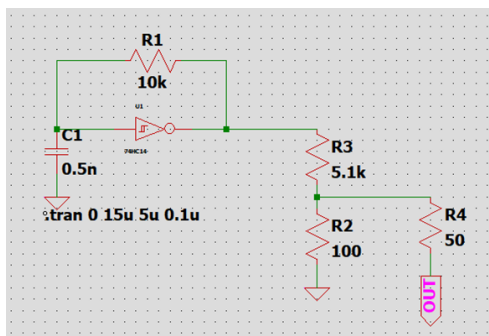 R1
10k
U1
74HC14
C1
0.5n
.tran 0 15u 5u 0.1u
R3
5.1k
R2
100
R4
50
OUT